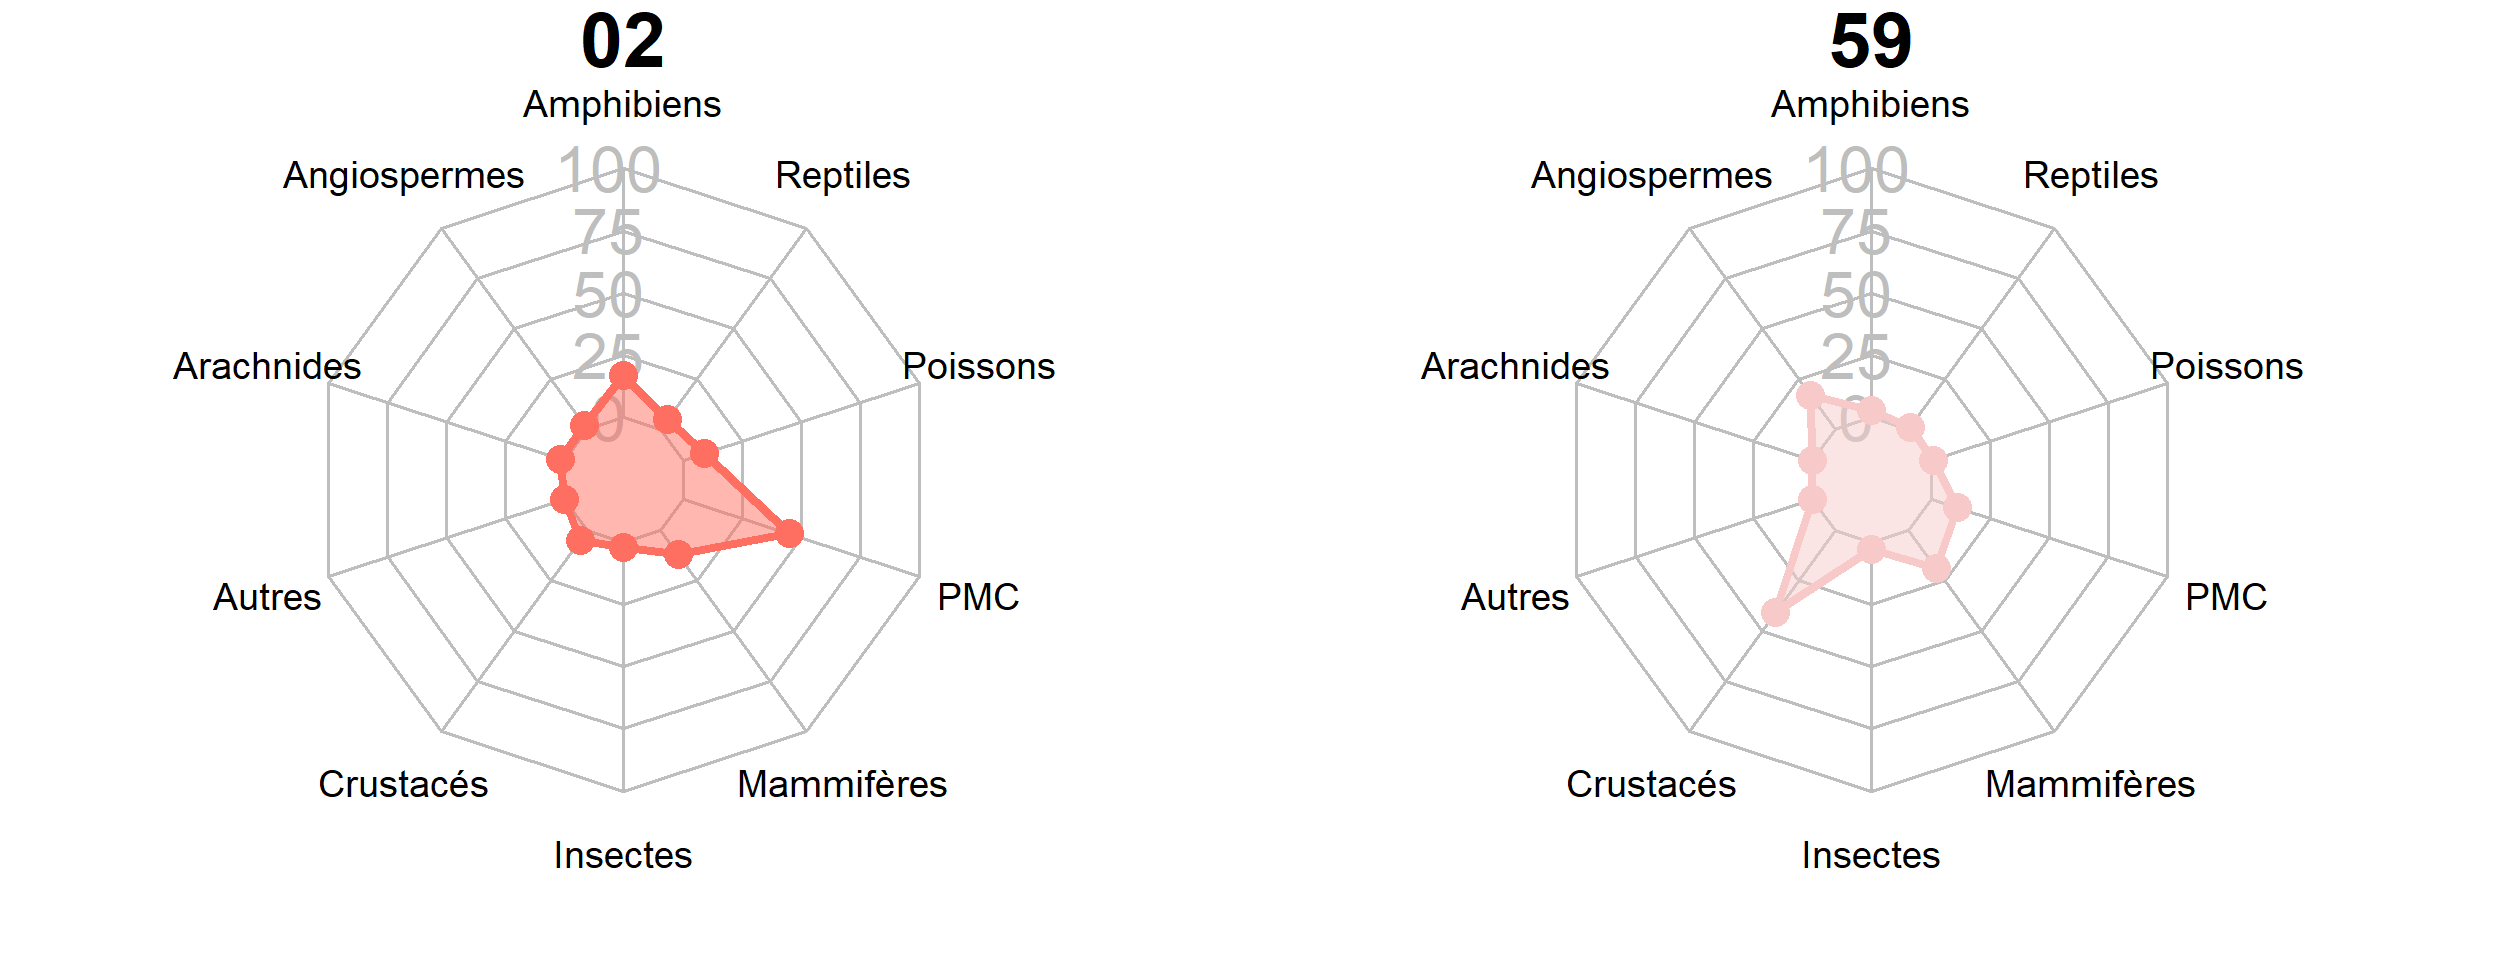 02
Amphibiens
Angiospermes
Reptiles
100
75
50
25
0
Arachnides
Poissons
Autres
PMC
Crustacés
Mammifères
Insectes
59
Amphibiens
Angiospermes
Reptiles
100
75
50
25
0
Arachnides
Poissons
Autres
PMC
Crustacés
Mammifères
Insectes